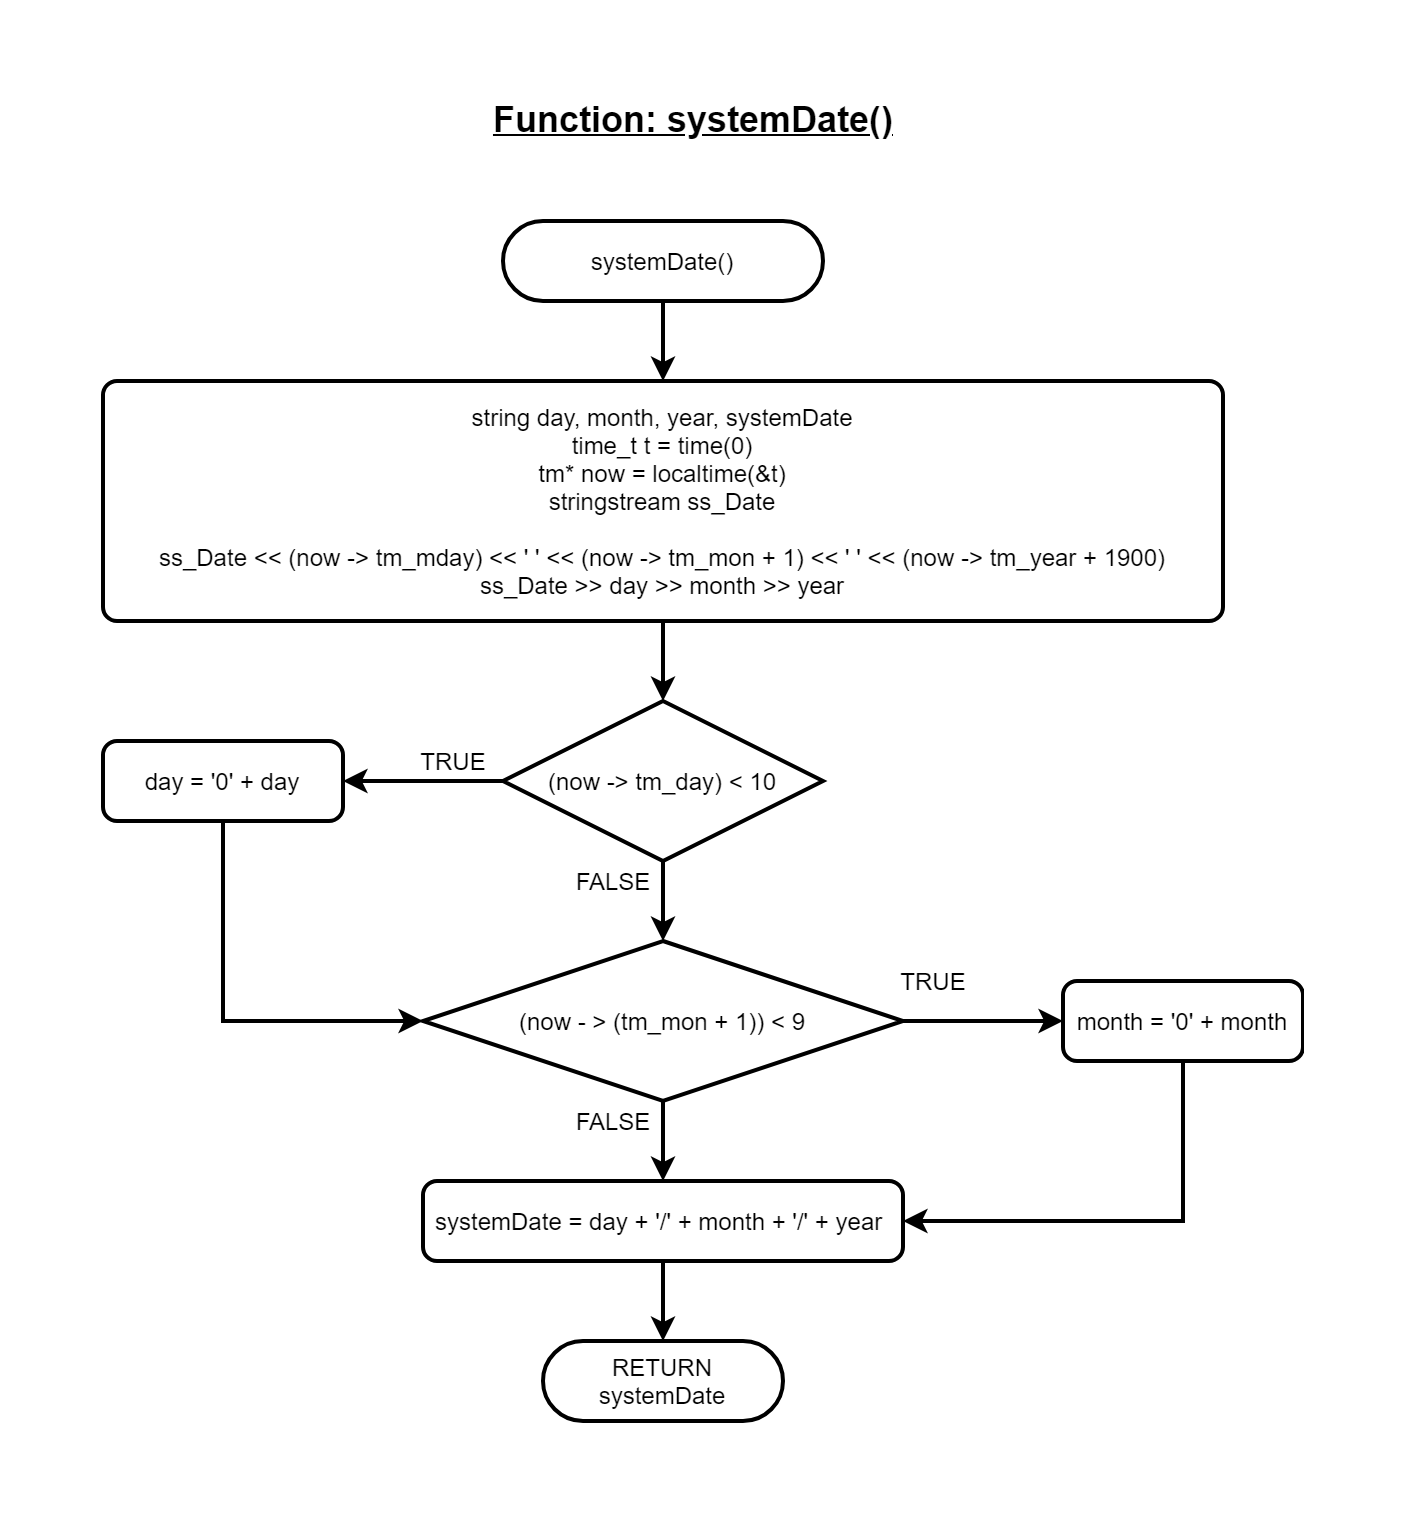 Function: systemDate()
systemDate()
string day, month, year, systemDate
time_t t = time(0)
tm* now = localtime(&t)
stringstream ss_Date
ss_Date << (now -> tm_mday) << ' ' << (now -> tm_mon + 1) << ' ' << (now -> tm_year + 1900)
ss_Date >> day >> month >> year
TRUE
day = '0' + day
(now -> tm_day) < 10
FALSE
TRUE
(now - > (tm_mon + 1)) < 9
month = '0' + month
FALSE
systemDate = day + '/' + month + '/' + year
RETURN
systemDate